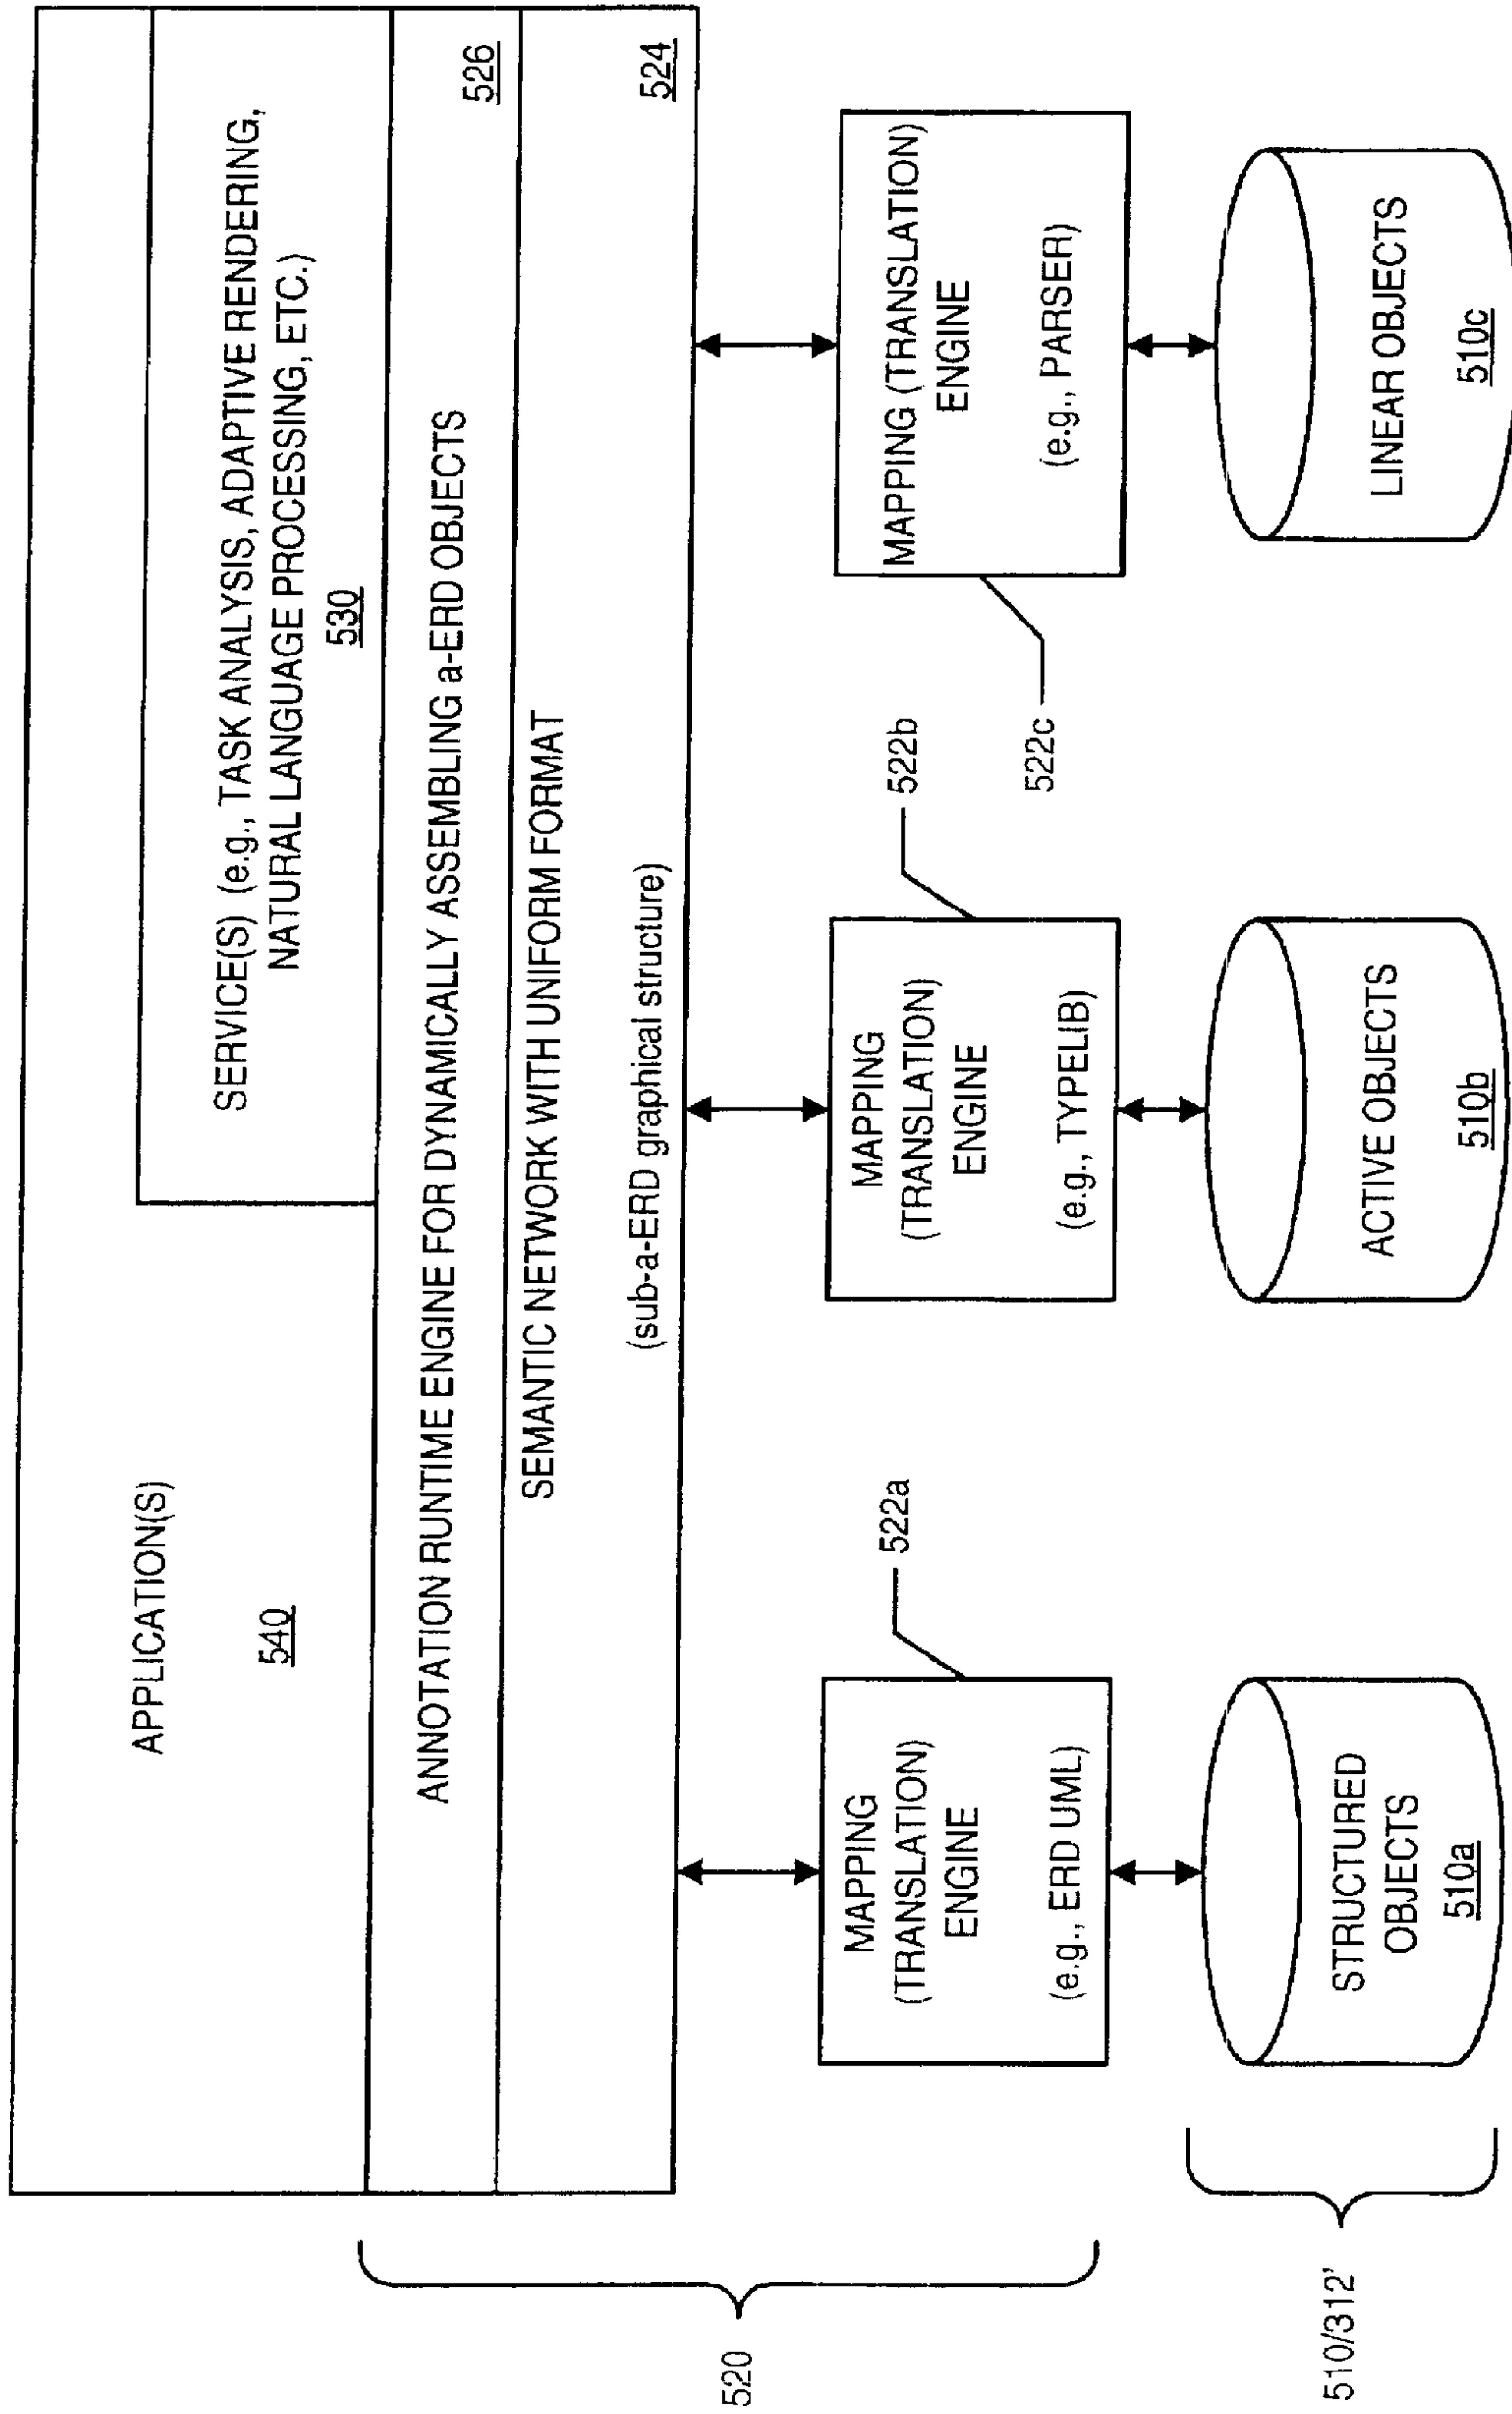 APPLICATION(S)
540
SERVICE(S) (e.g., TASK ANALYSIS, ADAPTIVE RENDERING,
NATURAL LANGUAGE PROCESSING, ETC.)
530
ANNOTATION RUNTIME ENGINE FOR DYNAMICALLY ASSEMBLING a-ERD OBJECTS
526
SEMANTIC NETWORK WITH UNIFORM FORMAT
(sub-a-ERD graphical structure)
524
520
MAPPING
(TRANSLATION)
ENGINE
(e.g., ERD UML)
522a
MAPPING
(TRANSLATION)
ENGINE
(e.g., TYPELIB)
522b
MAPPING (TRANSLATION)
ENGINE
(e.g., PARSER)
522c
510/312'
STRUCTURED
OBJECTS
510a
ACTIVE OBJECTS
510b
LINEAR OBJECTS
510c